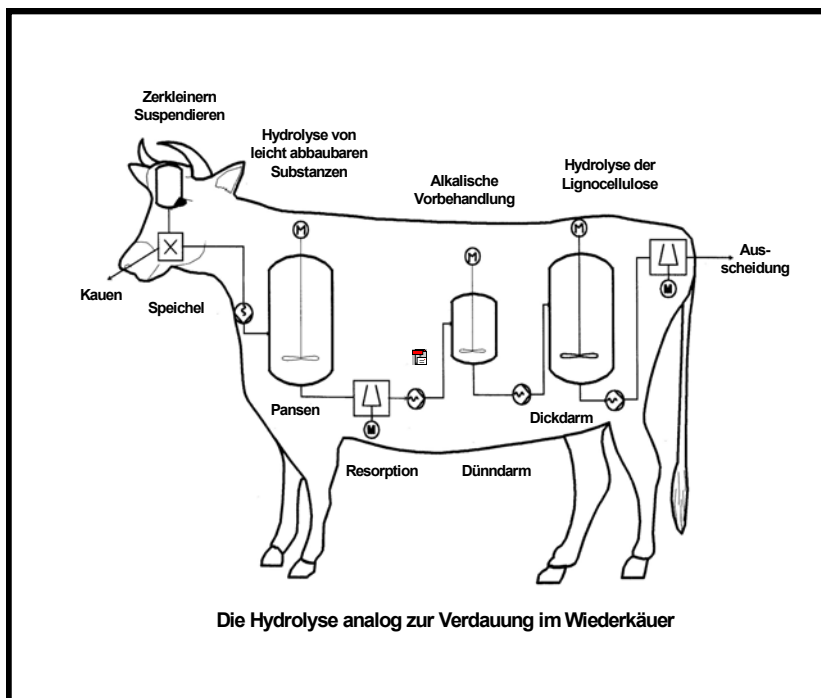 Zerkleinern
Suspendieren
Hydrolyse von
leicht abbaubaren
Substanzen
Alkalische
Vorbehandlung
Hydrolyse der
Lignocellulose
M
M
M
Aus-
scheidung
M
Kauen
Speichel
Pansen
M
Dickdarm
Resorption
Dünndarm
Die Hydrolyse analog zur Verdauung im Wiederkäuer